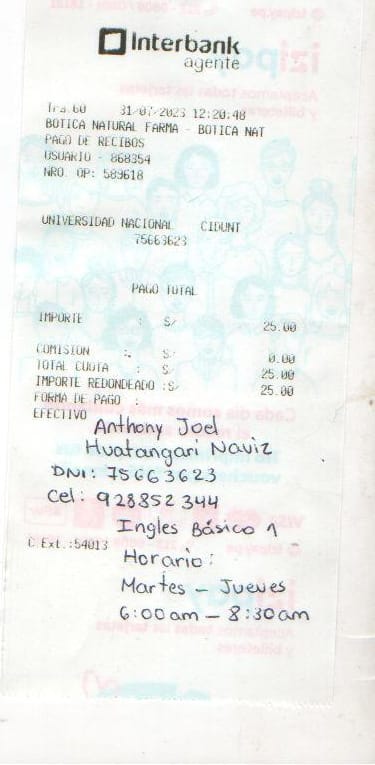 Interbank
agente
Tra.60 31/07/2023 12:20:48
BOTICA NATURAL FARMA - BOTICA NAT
PAGO DE RECIBOS
USUARIO - 868354
NRO. OP: 589618
UNIVERSIDAD NACIONAL CIDUNT
75663623
PAGO TOTAL
IMPORTE : S/ 25.00
COMISION : S/ 0.00
TOTAL CUOTA : S/ 25.00
IMPORTE REDONDEADO :S/ 25.00
FORMA DE PAGO :
EFECTIVO
Anthony Joel
Huatangari Naviz
DNI: 75663623
Cel: 928852344
Ingles Básico 1
C.Ext.:54013
Horario:
Martes - Jueves
6:00am - 8:30am